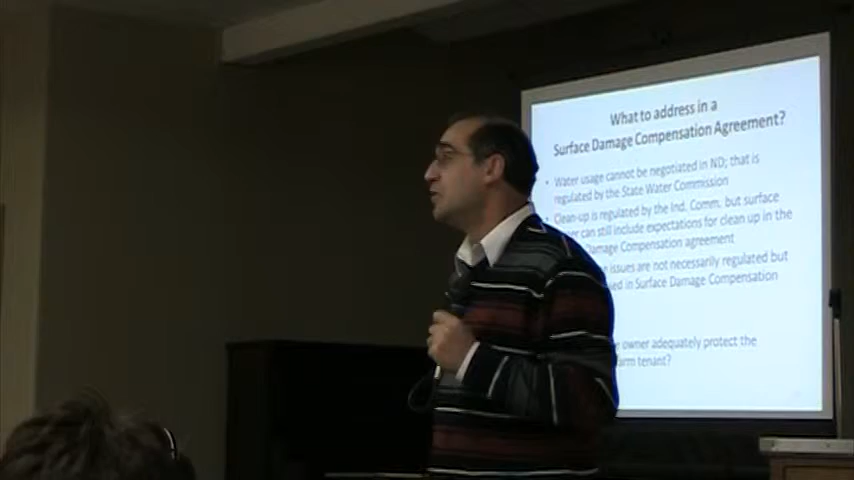 What to address in a
Surface Damage Compensation Agreement?
• Water usage cannot be negotiated in ND; that is
regulated by the State Water Commission
• Clean-up is regulated by the Ind. Comm, but surface
can still include expectations for clean up in the
Damage Compensation agreement
issues are not necessarily regulated but
in Surface Damage Compensation
owner adequately protect the
tenant?